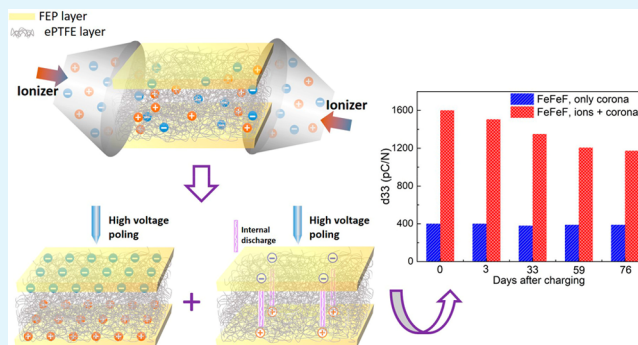 FEP layer
ePTFE layer
Ionizer
Ionizer
High voltage
poling
Internal
discharge
High voltage
poling
FeFeF, only corona
FeFeF, ions + corona
d33 (pC/N)
1600
1200
800
400
0
0 3 33 59 76
Days after charging